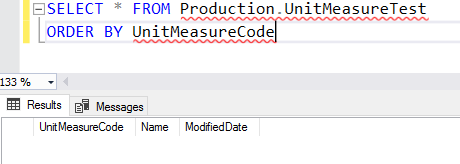 SELECT * FROM Production.UnitMeasureTest
ORDER BY UnitMeasureCode
133 %
Results Messages
UnitMeasureCode Name ModifiedDate